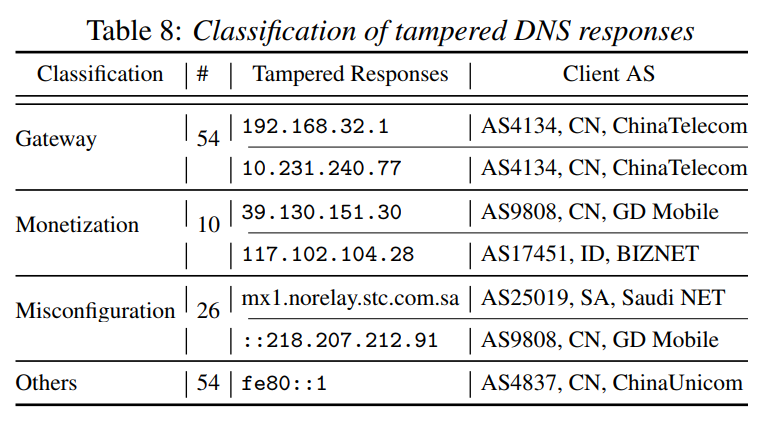 Table 8: Classification of tampered DNS responses
Classification # Tampered Responses Client AS
Gateway 54 192.168.32.1 AS4134, CN, ChinaTelecom
10.231.240.77 AS4134, CN, ChinaTelecom
Monetization 10 39.130.151.30 AS9808, CN, GD Mobile
117.102.104.28 AS17451, ID, BIZNET
Misconfiguration 26 mx1.norelay.stc.com.sa AS25019, SA, Saudi NET
::218.207.212.91 AS9808, CN, GD Mobile
Others 54 fe80::1 AS4837, CN, ChinaUnicom